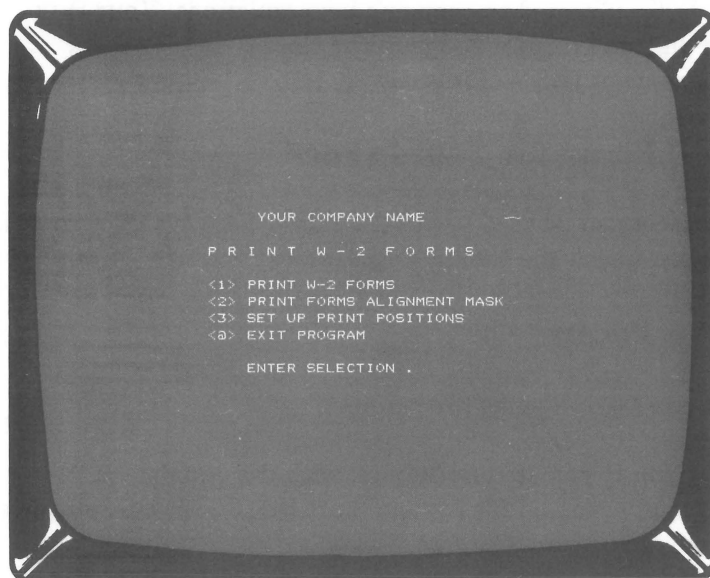 YOUR COMPANY NAME
P R I N T W - 2 F O R M S
<1> PRINT W-2 FORMS
<2> PRINT FORMS ALIGNMENT MASK
<3> SET UP PRINT POSITIONS
<@> EXIT PROGRAM
ENTER SELECTION .